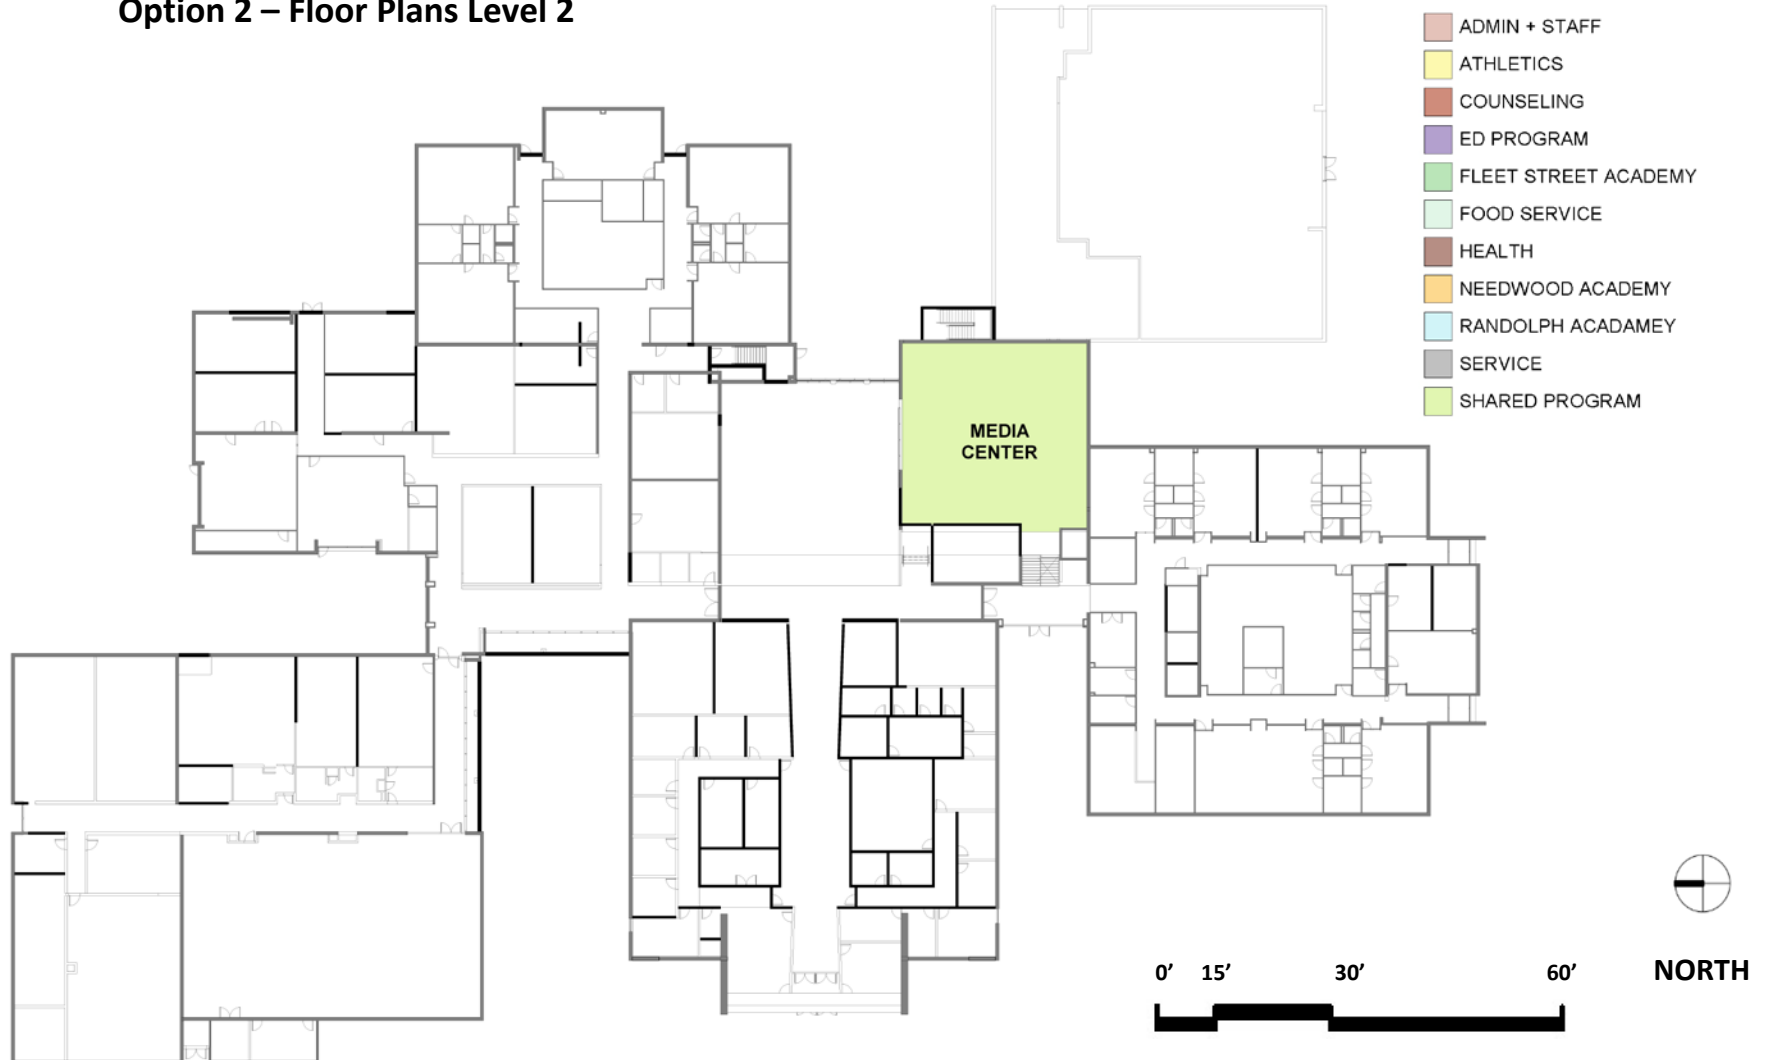 Option 2 – Floor Plans Level 2
ADMIN + STAFF
ATHLETICS
COUNSELING
ED PROGRAM
FLEET STREET ACADEMY
FOOD SERVICE
HEALTH
NEEDWOOD ACADEMY
RANDOLPH ACADAMEY
SERVICE
SHARED PROGRAM
MEDIA
CENTER
0’ 15’ 30’ 60’
NORTH